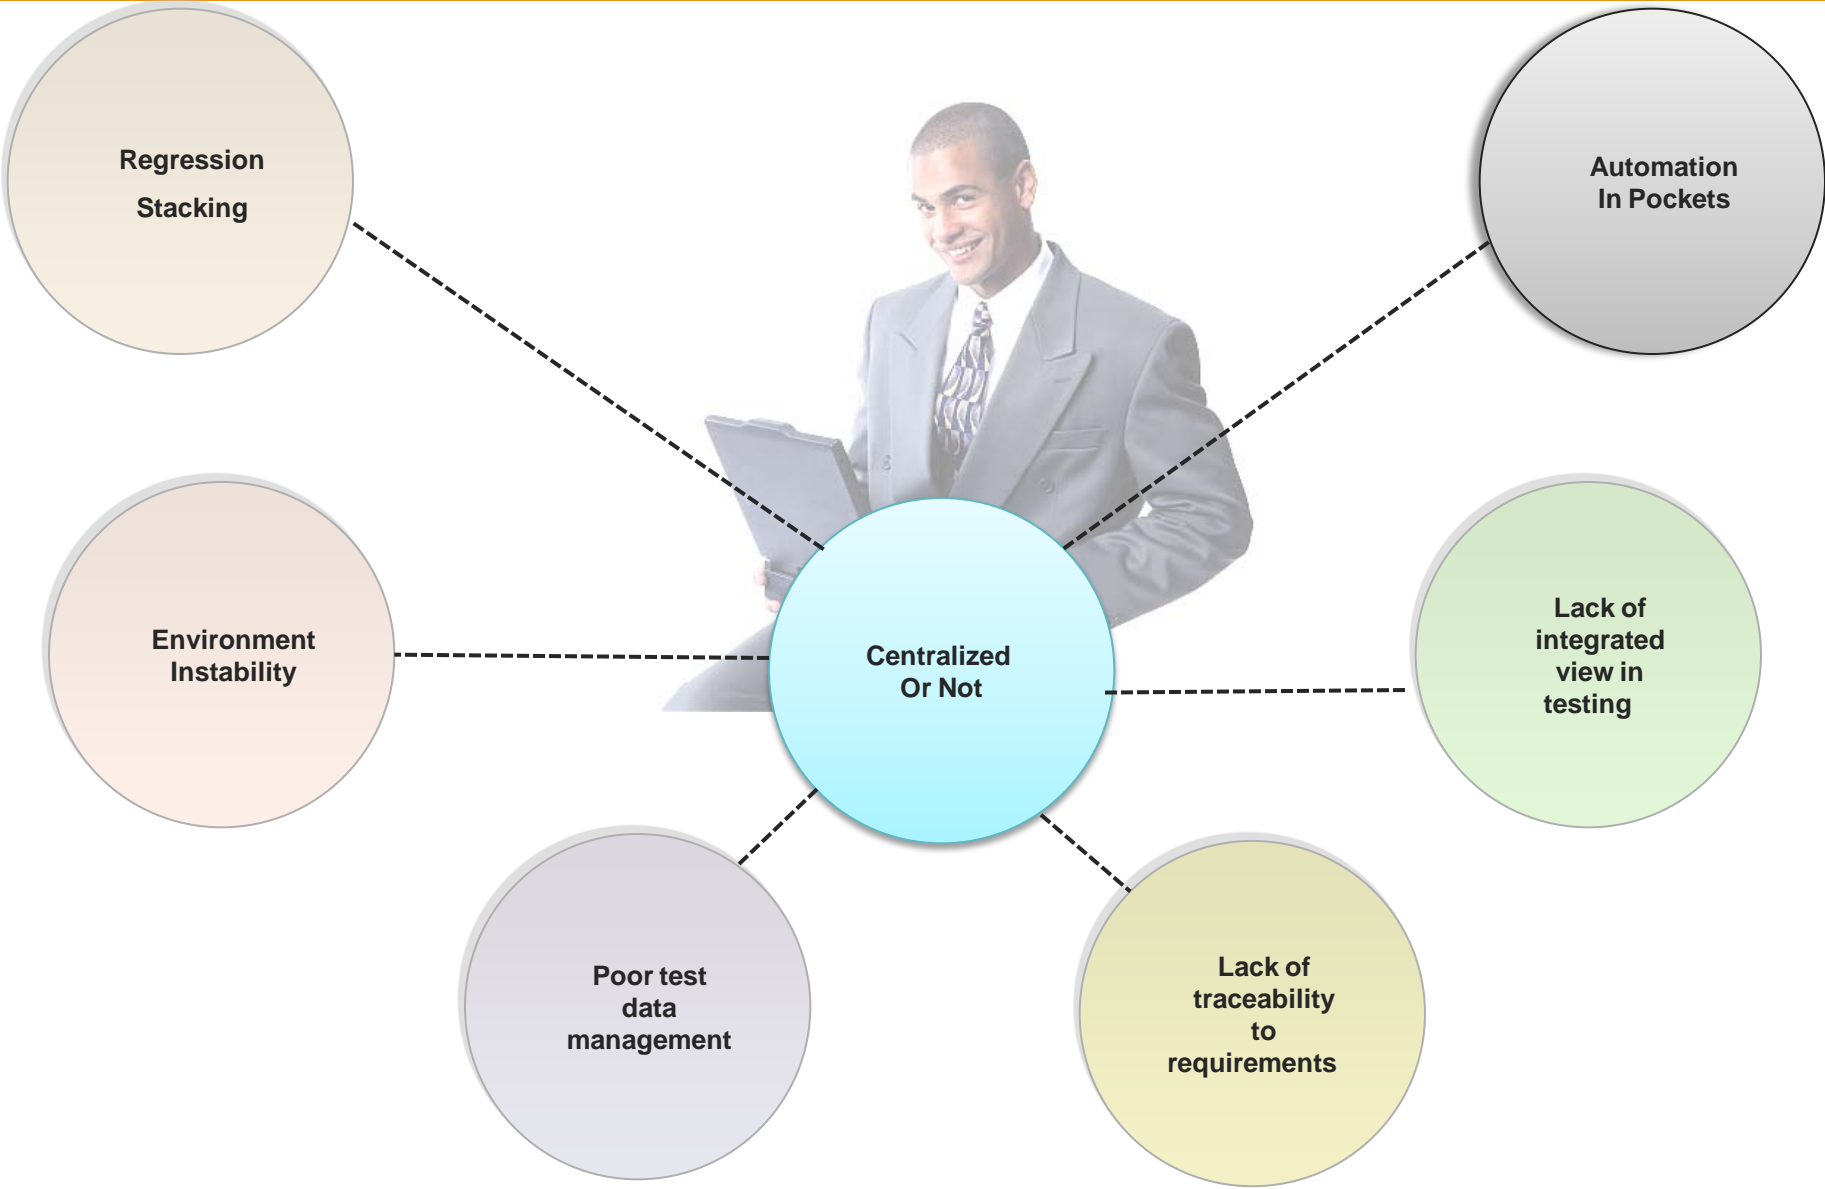 Regression
Stacking
Automation
In Pockets
Environment
Instability
Centralized
Or Not
Lack of
integrated
view in
testing
Poor test
data
management
Lack of
traceability
to
requirements